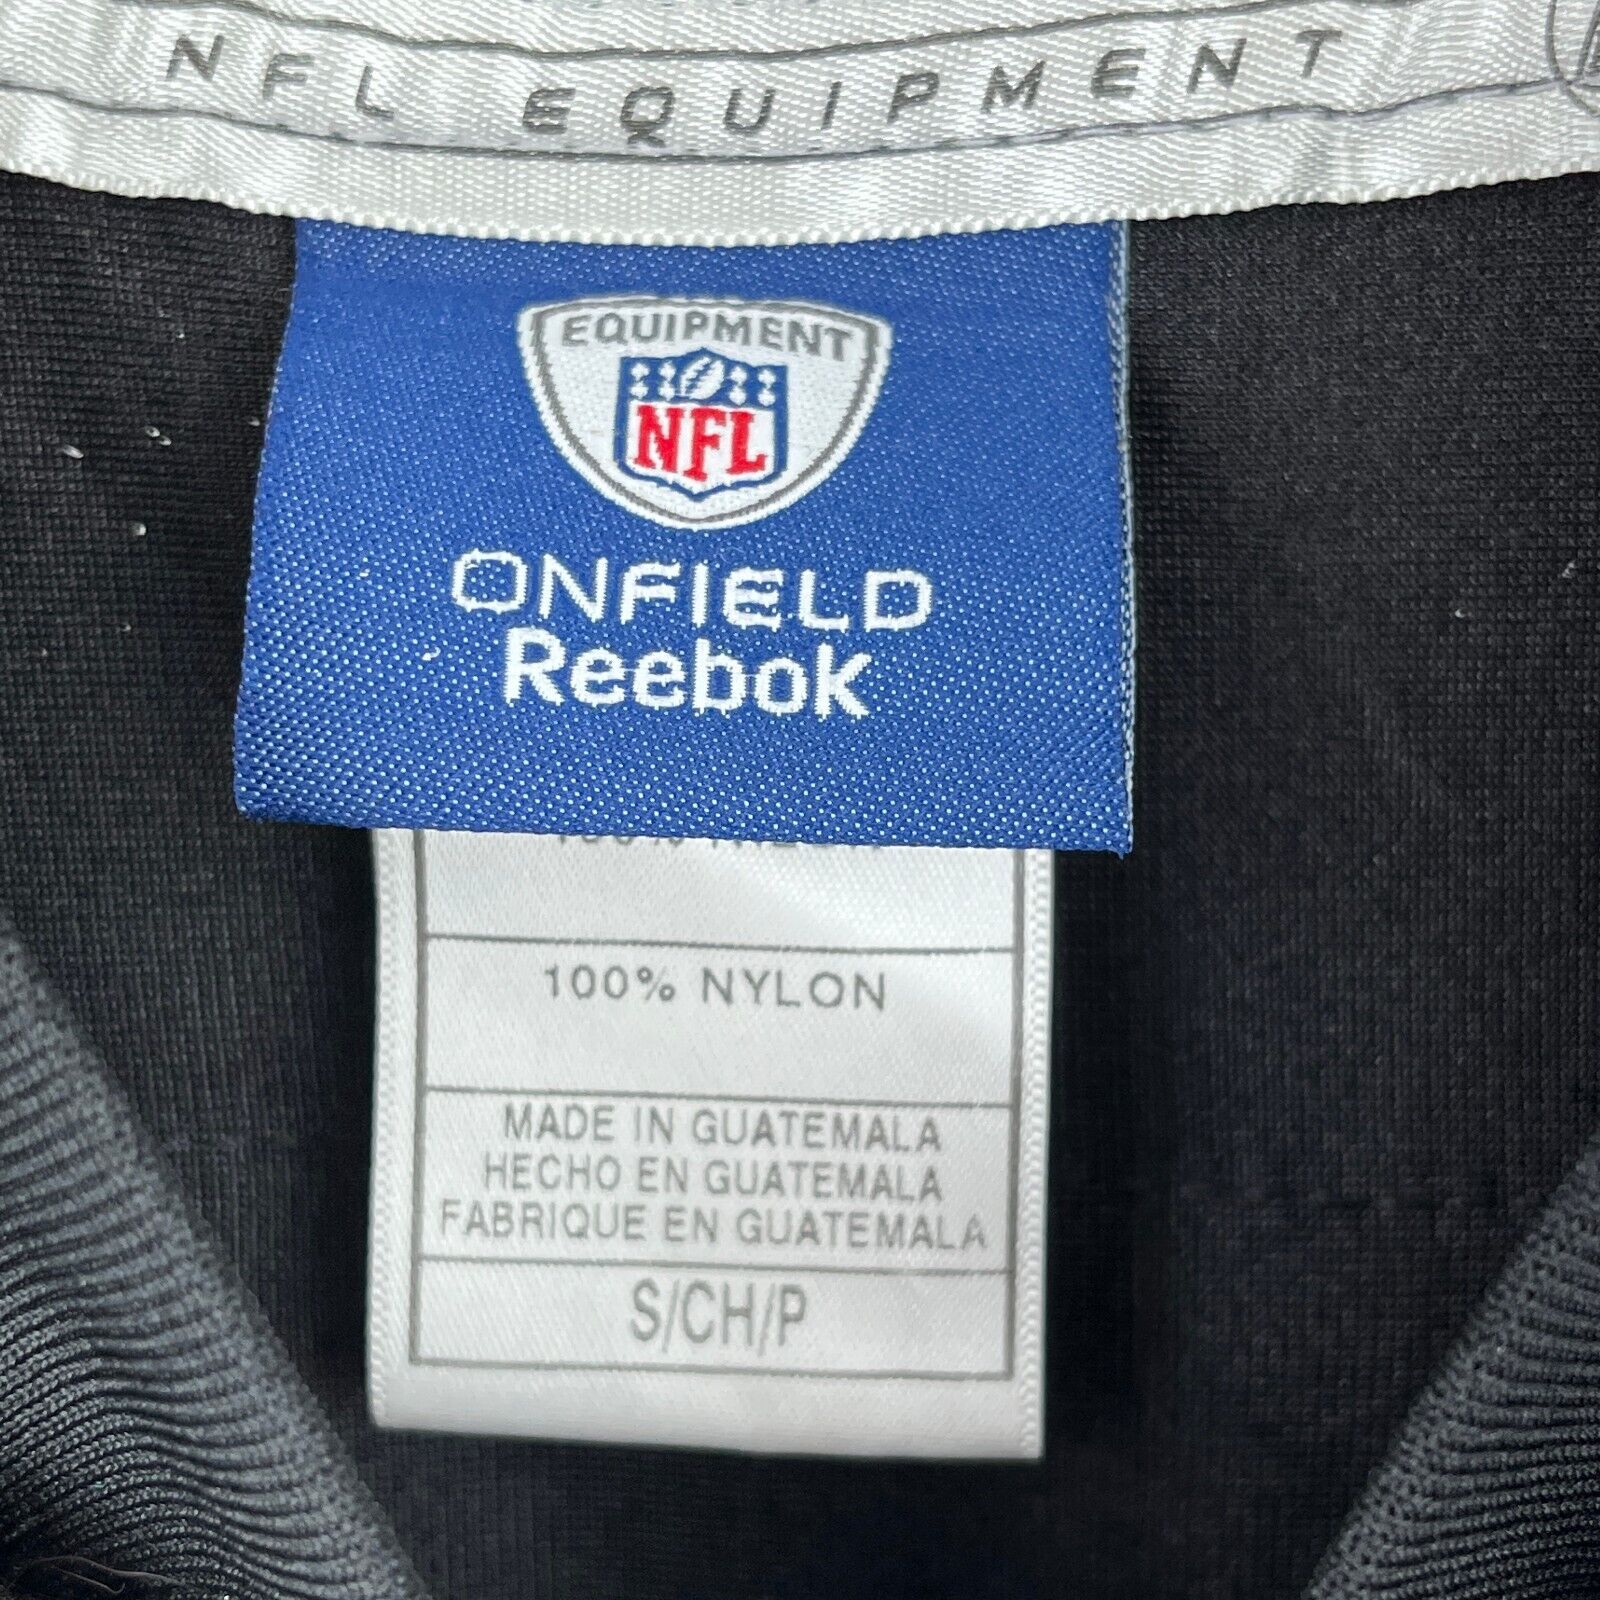 NFL EQUIPMENT
EQUIPMENT
NFL
ONFIELD
Reebok
100% NYLON
MADE IN GUATEMALA
HECHO EN GUATEMALA
FABRIQUE EN GUATEMALA
S/CH/P